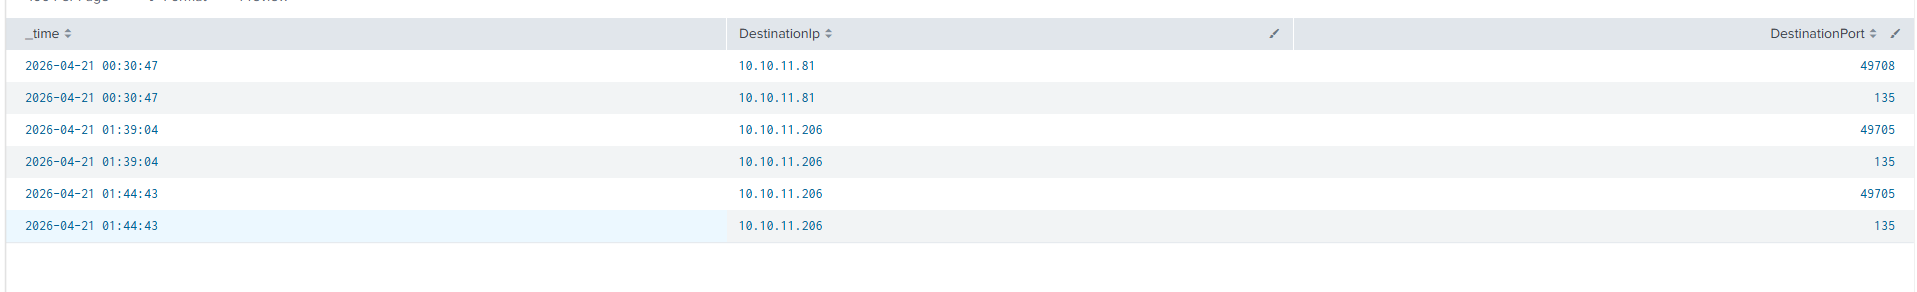 _time DestinationIp DestinationPort
2026-04-21 00:30:47 10.10.11.81 49708
2026-04-21 00:30:47 10.10.11.81 135
2026-04-21 01:39:04 10.10.11.206 49705
2026-04-21 01:39:04 10.10.11.206 135
2026-04-21 01:44:43 10.10.11.206 49705
2026-04-21 01:44:43 10.10.11.206 135